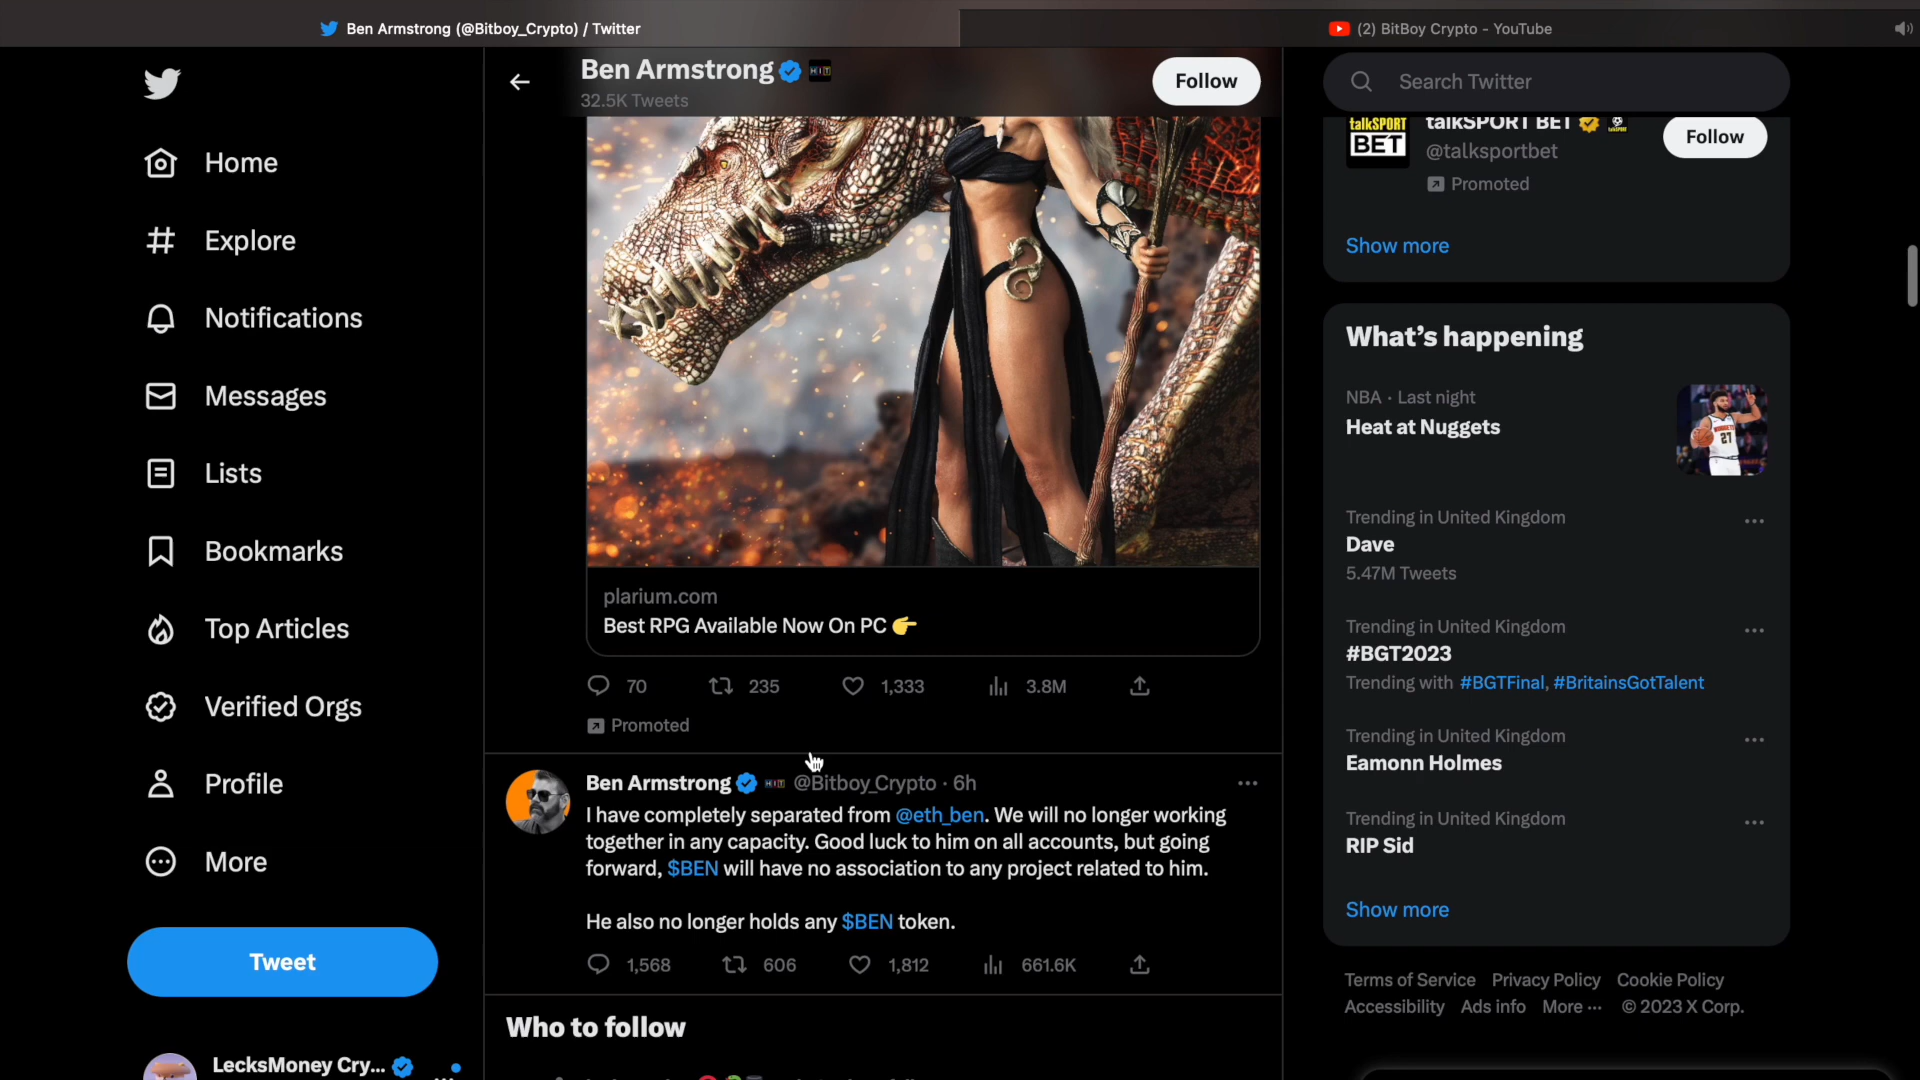 Ben Armstrong (@Bitboy_Crypto) / Twitter
(2) BitBoy Crypto - YouTube
Home
Explore
Notifications
Messages
Lists
Bookmarks
Top Articles
Verified Orgs
Profile
More
Tweet
LecksMoney Cry...
Ben Armstrong HIT
32.5K Tweets
Follow
plarium.com
Best RPG Available Now On PC 👉
70 235 1,333 3.8M
Promoted
Ben Armstrong HIT @Bitboy_Crypto · 6h
I have completely separated from @eth_ben. We will no longer working
together in any capacity. Good luck to him on all accounts, but going
forward, $BEN will have no association to any project related to him.
He also no longer holds any $BEN token.
1,568 606 1,812 661.6K
Who to follow
Search Twitter
talkSPORT BET
talkSPORT BET
@talksportbet
Promoted
Follow
Show more
What's happening
NBA · Last night
Heat at Nuggets
NUGGETS
27
Trending in United Kingdom
Dave
5.47M Tweets
Trending in United Kingdom
#BGT2023
Trending with #BGTFinal, #BritainsGotTalent
Trending in United Kingdom
Eamonn Holmes
Trending in United Kingdom
RIP Sid
Show more
Terms of Service Privacy Policy Cookie Policy
Accessibility Ads info More ··· © 2023 X Corp.